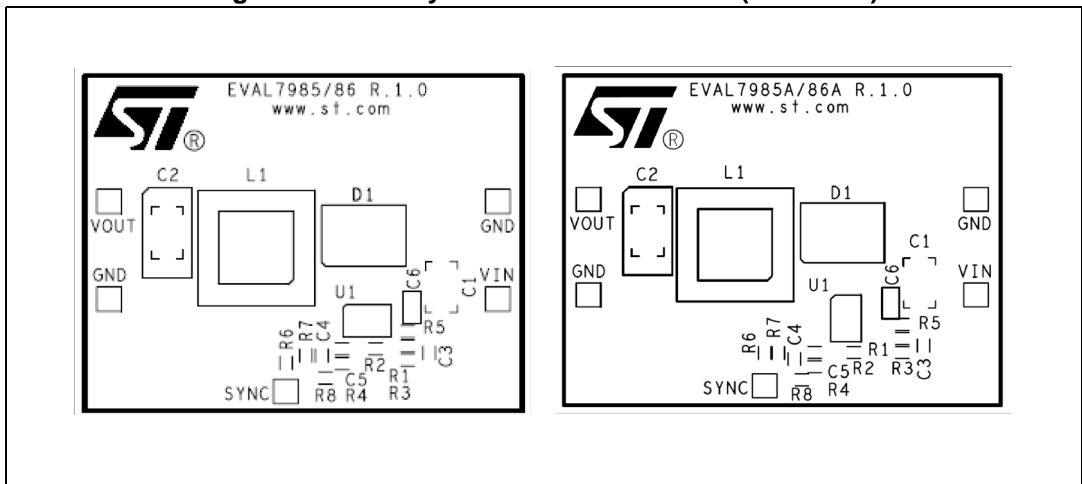 EVAL7985/86 R.1.0
www.st.com
ST®
C2
L1
D1
VOUT
GND
GND
VIN
C6
C1
U1
R5
R6
R7
C4
C3
R2
C5
R1
SYNC
R8
R4
R3
EVAL7985A/86A R.1.0
www.st.com
ST®
C2
L1
D1
VOUT
GND
C1
GND
VIN
C6
U1
R5
R6
R7
C4
R1
C3
R2
R3
C5
SYNC
R8
R4